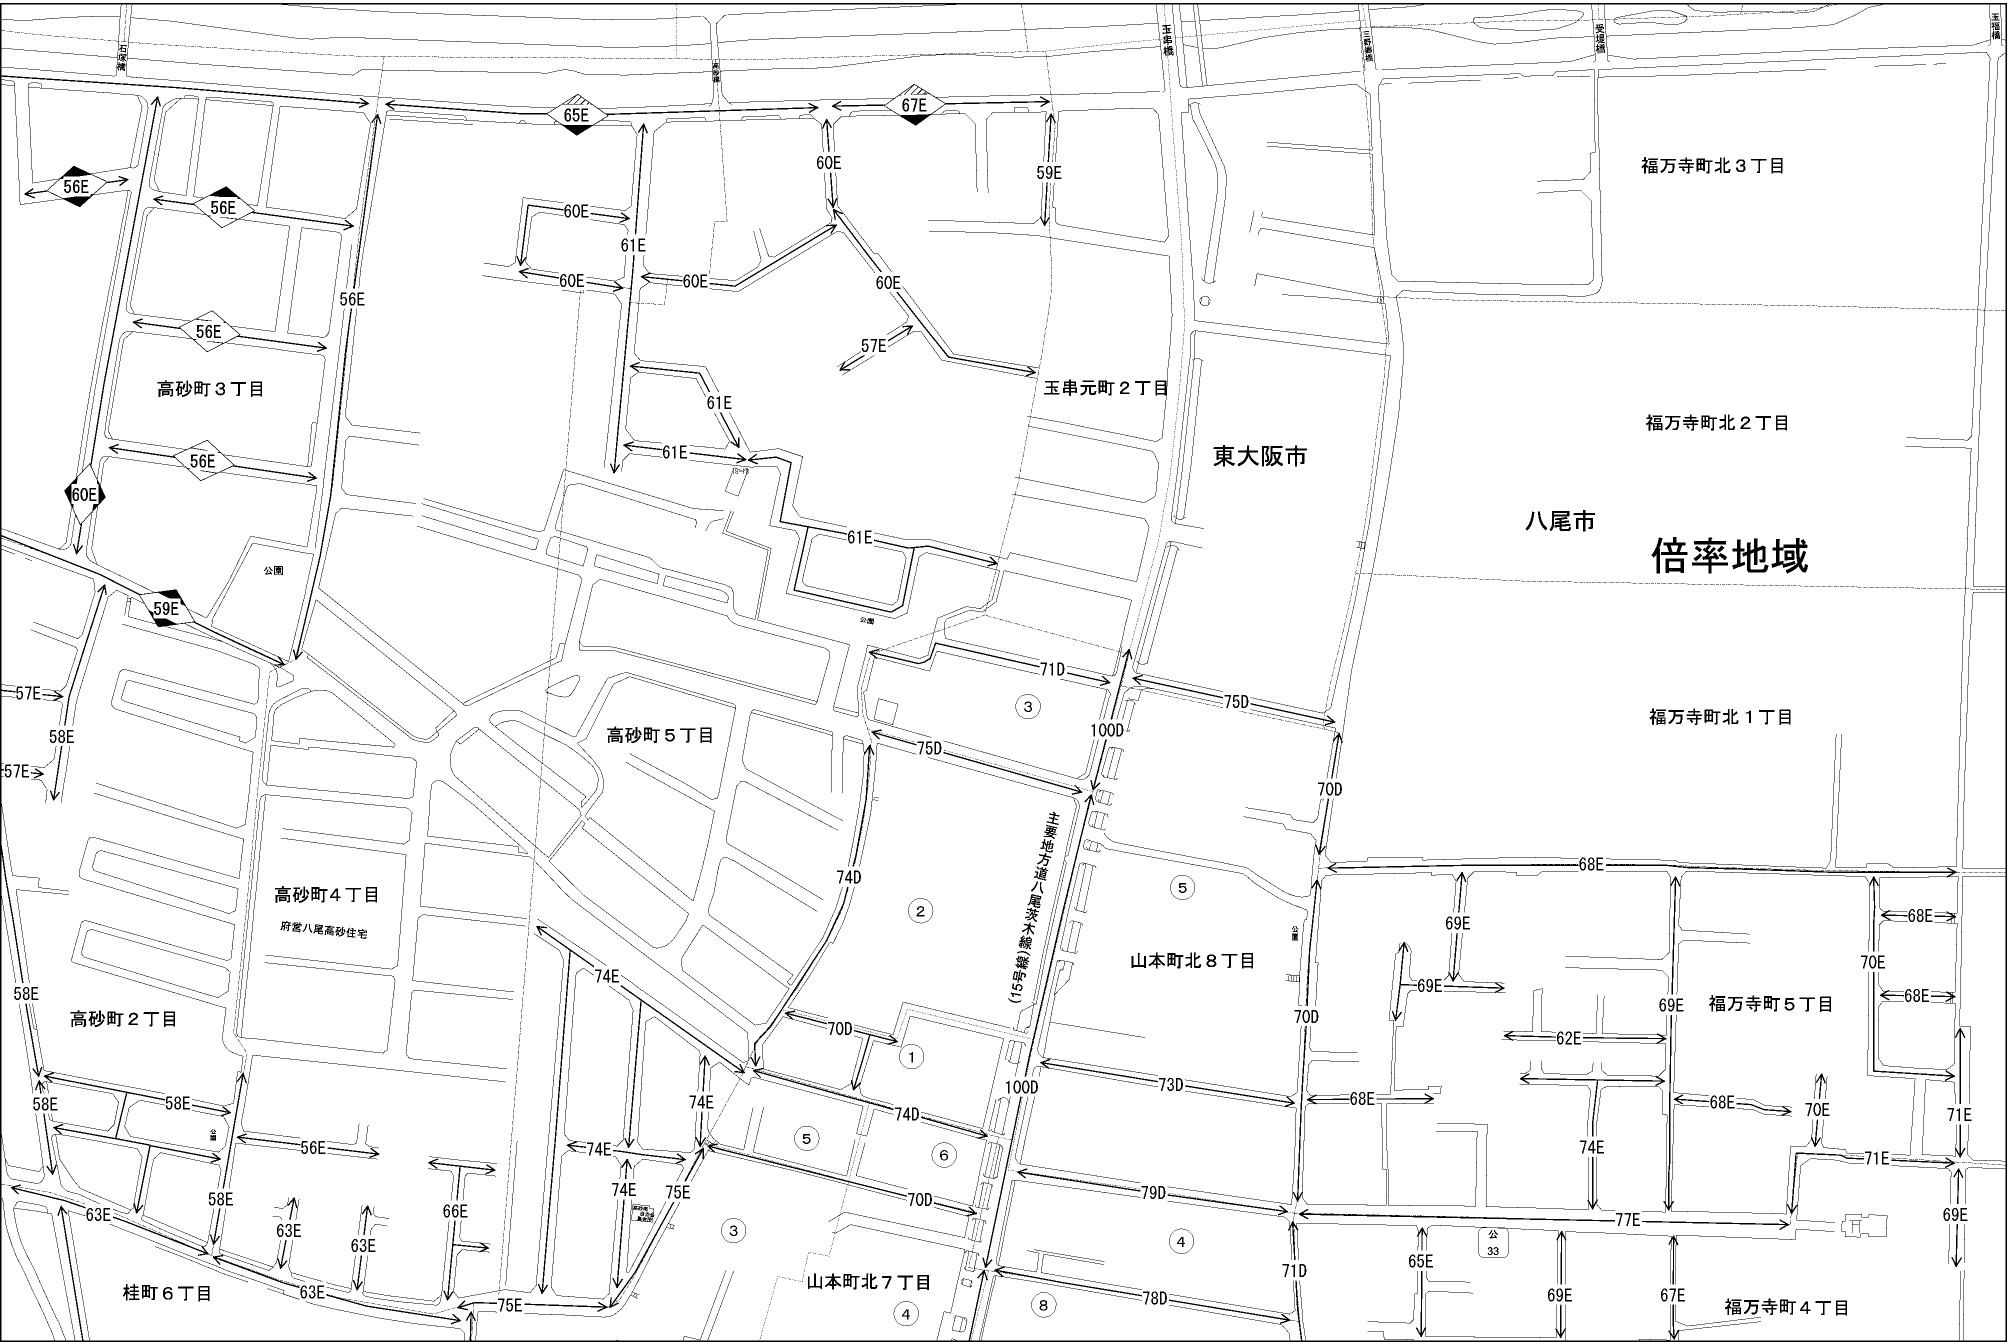 石塚橋
高砂橋
玉串橋
三野郷橋
受堤橋
玉福橋
65E
67E
60E
59E
56E
56E
60E
61E
60E
60E
60E
56E
56E
57E
61E
61E
56E
60E
61E
59E
福万寺町北3丁目
高砂町3丁目
玉串元町2丁目
福万寺町北2丁目
東大阪市
八尾市
倍率地域
公園
公園
57E
58E
57E
71D
75D
③
100D
75D
高砂町5丁目
福万寺町北1丁目
70D
主要地方道八尾茨木線
(15号線)
74D
②
⑤
68E
69E
68E
公園
高砂町4丁目
府営八尾高砂住宅
山本町北8丁目
70E
74E
58E
69E
68E
69E
福万寺町5丁目
高砂町2丁目
70D
70D
62E
①
100D
73D
58E
58E
74E
74D
68E
68E
70E
71E
公園
56E
74E
⑤
⑥
74E
71E
58E
74E
75E
70D
79D
63E
66E
63E
63E
③
④
77E
69E
公
33
65E
71D
桂町6丁目
63E
75E
山本町北7丁目
④
⑧
78D
69E
67E
福万寺町4丁目